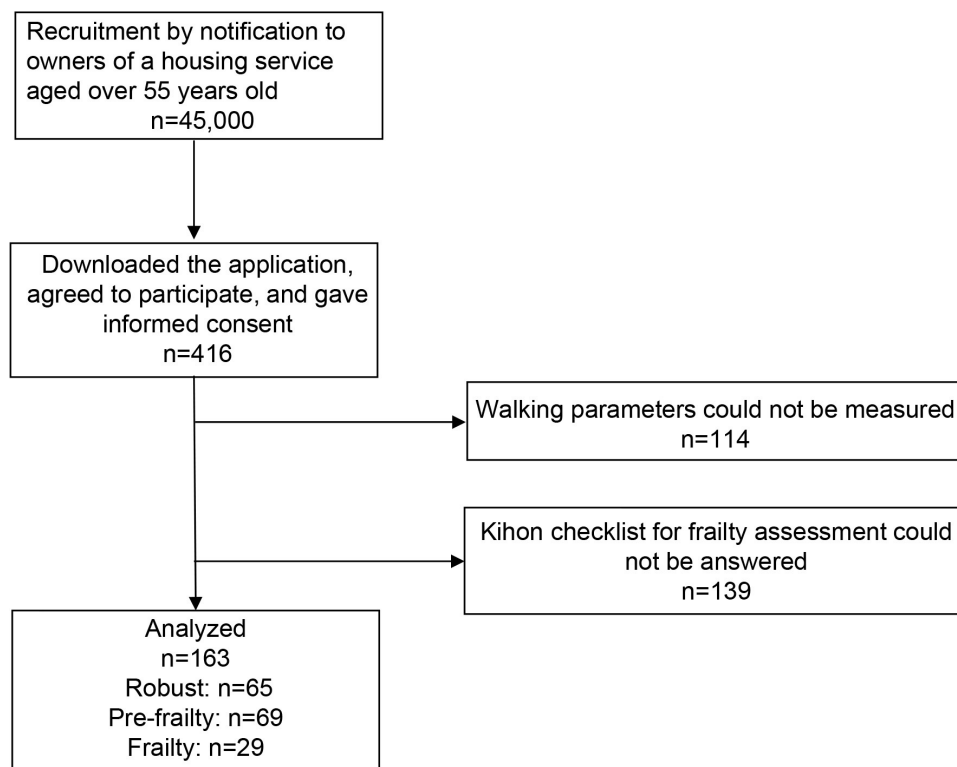 Recruitment by notification to
owners of a housing service
aged over 55 years old
n=45,000
Downloaded the application,
agreed to participate, and gave
informed consent
n=416
Walking parameters could not be measured
n=114
Kihon checklist for frailty assessment could
not be answered
n=139
Analyzed
n=163
Robust: n=65
Pre-frailty: n=69
Frailty: n=29